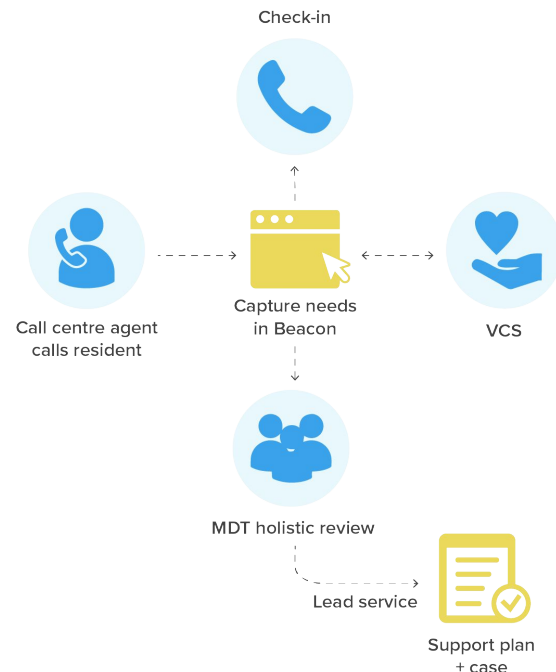 Check-in
Call centre agent
calls resident
Capture needs
in Beacon
VCS
MDT holistic review
Lead service
Support plan
+ case